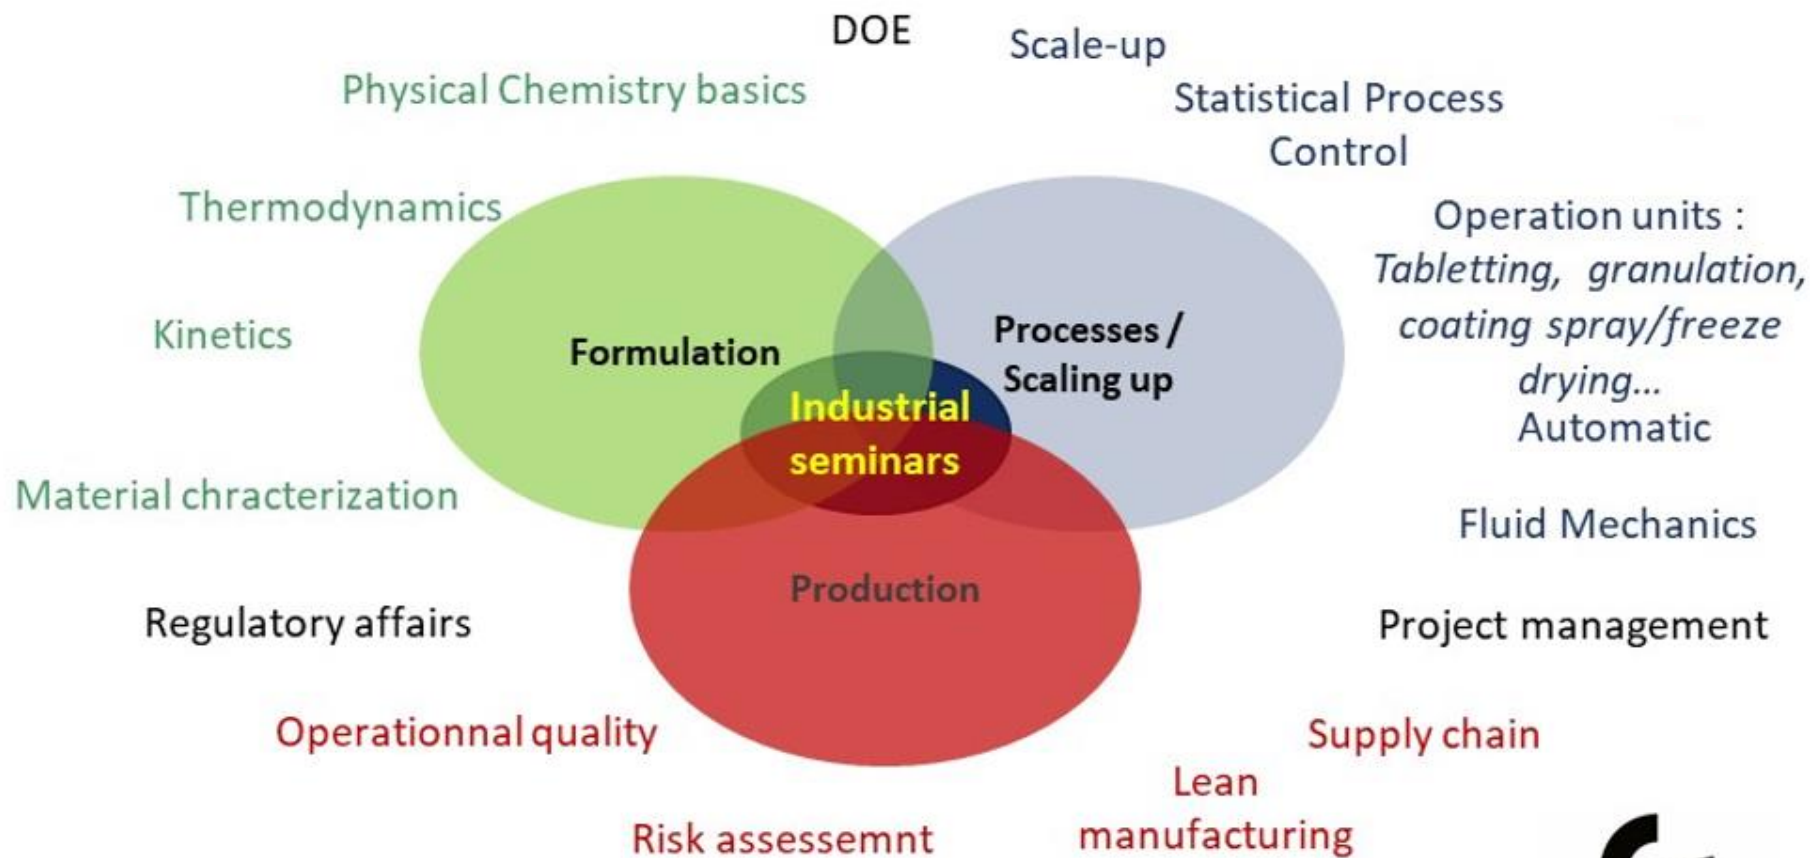 DOE
Scale-up
Physical Chemistry basics
Statistical Process
Control
Thermodynamics
Operation units :
Tabletting, granulation,
coating spray/freeze
drying...
Automatic
Kinetics
Formulation
Processes /
Scaling up
Industrial
seminars
Material chracterization
Fluid Mechanics
Production
Regulatory affairs
Project management
Operationnal quality
Supply chain
Lean
manufacturing
Risk assessemnt